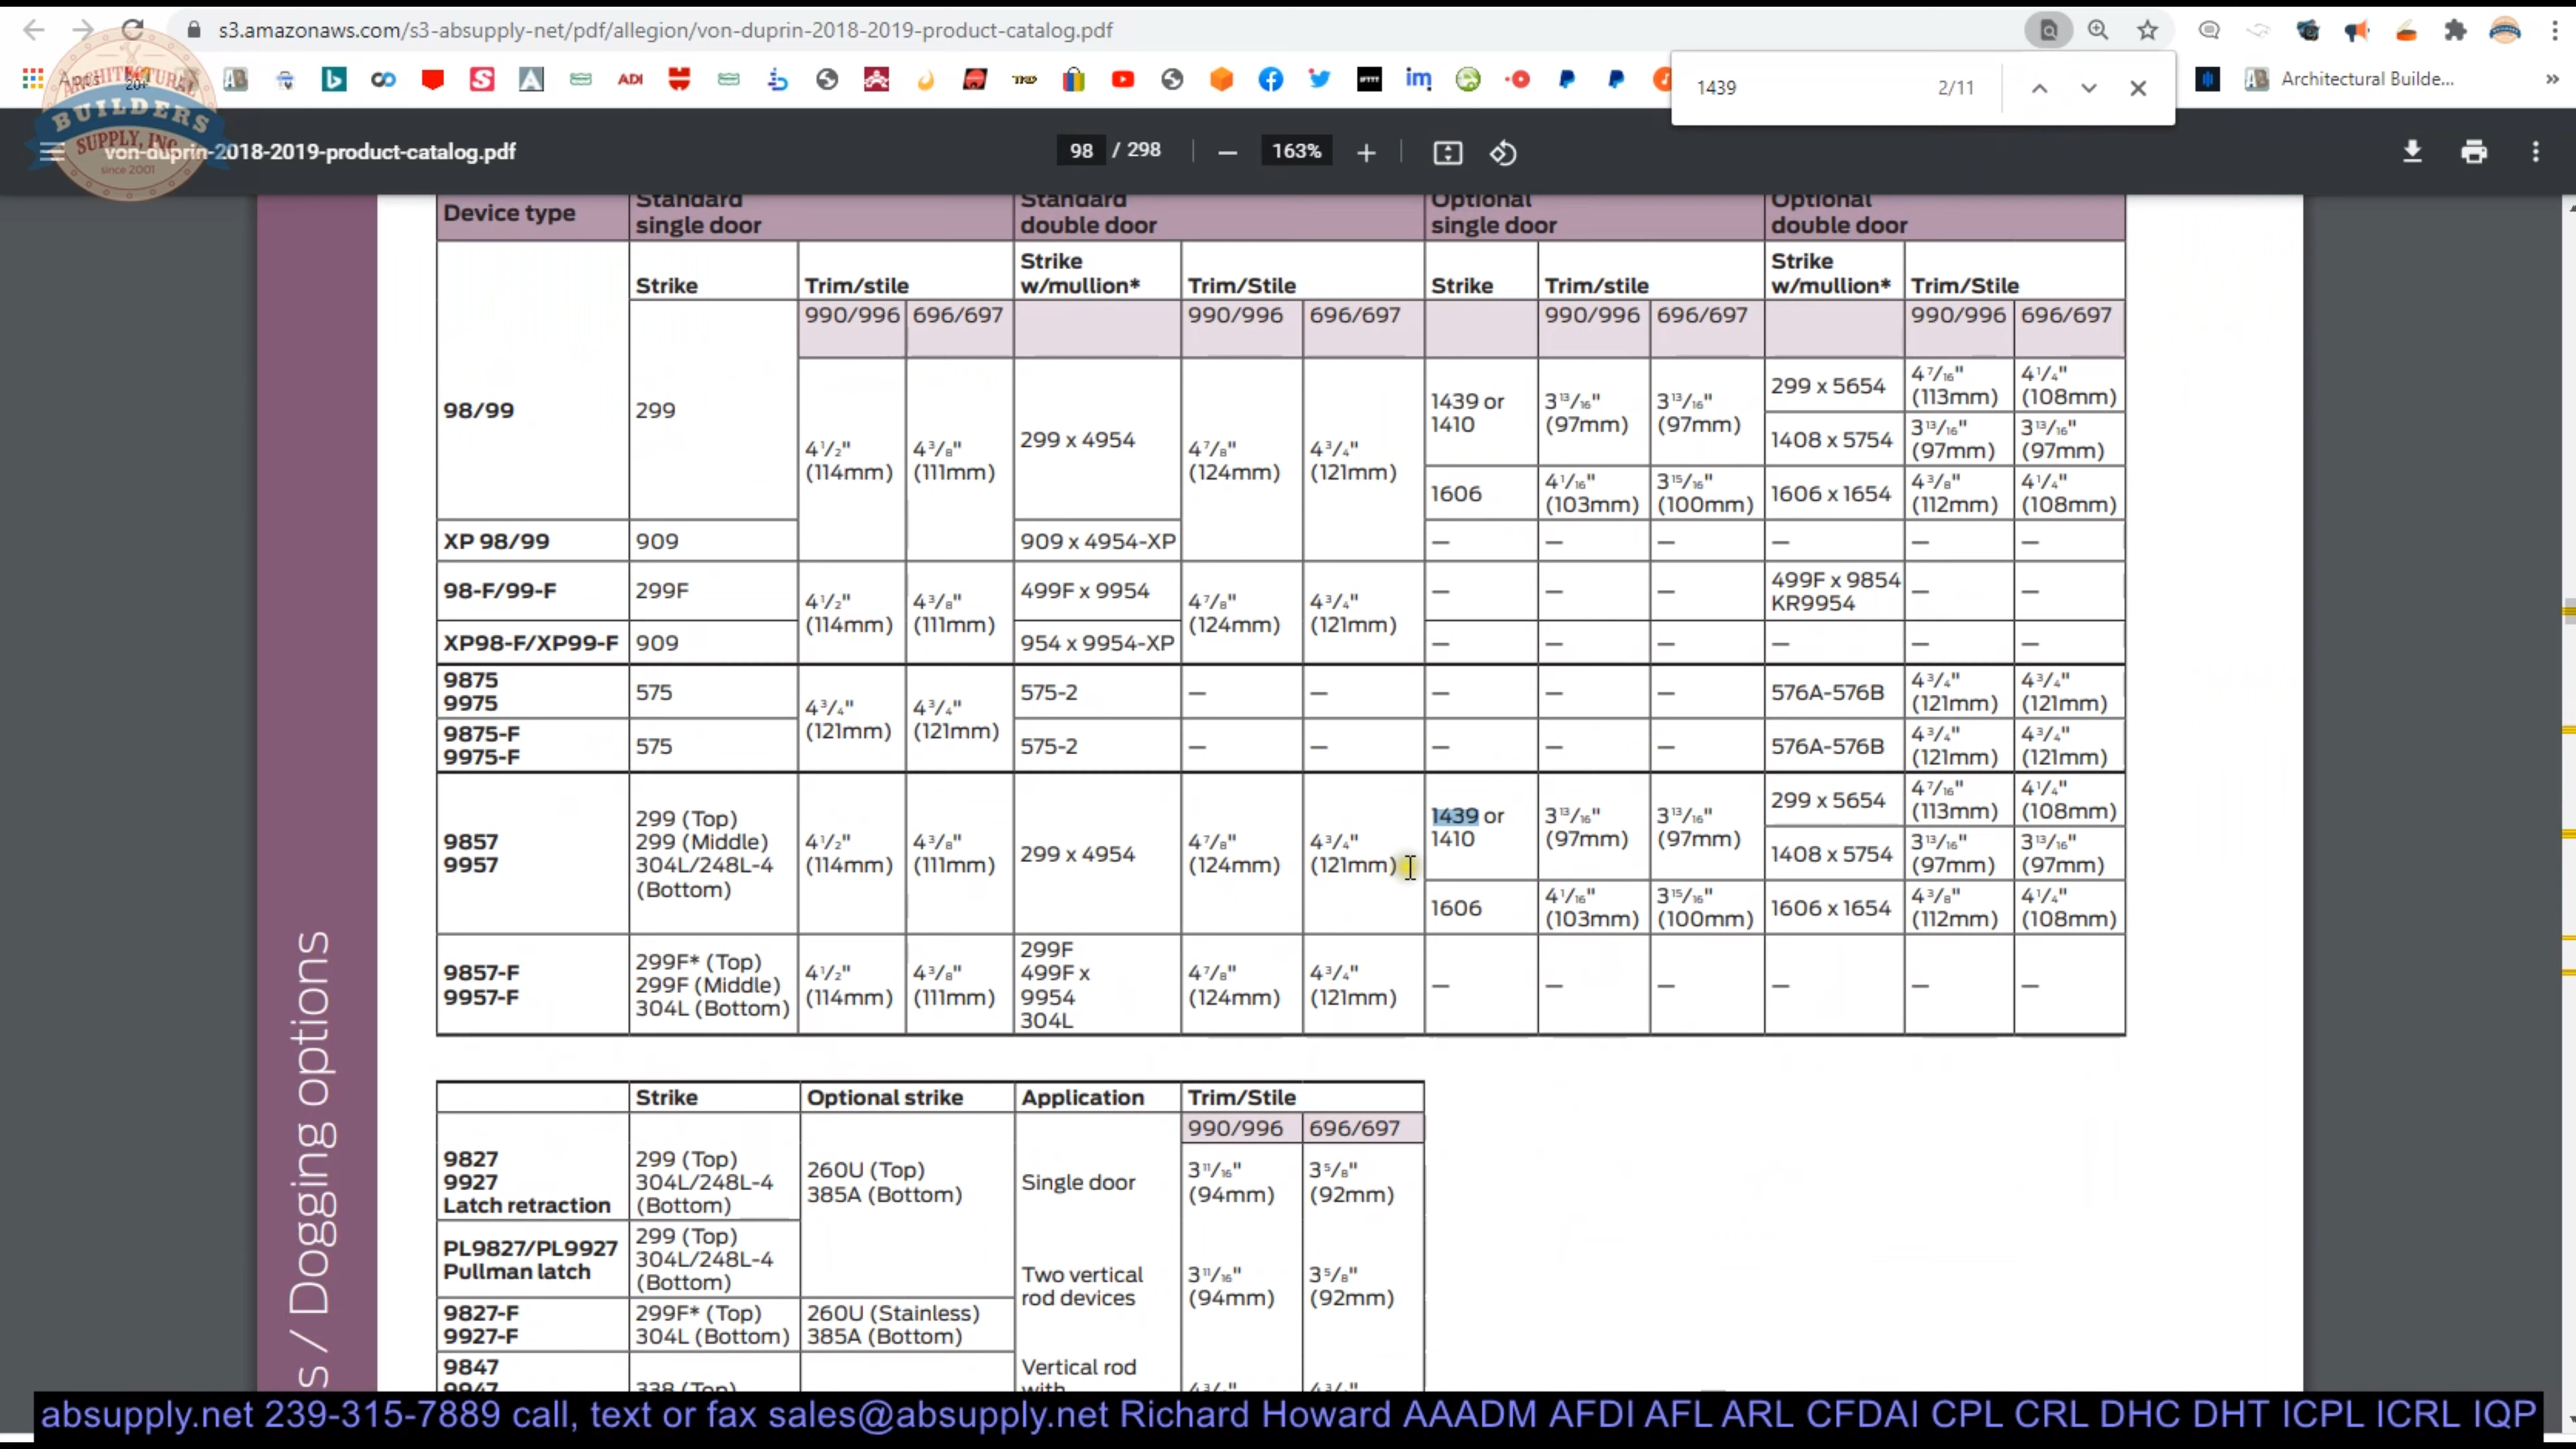 s3.amazonaws.com/s3-absupply-net/pdf/allegion/von-duprin-2018-2019-product-catalog.pdf
Apps
ADI
im
Architectural Builde...
1439 2/11
ARCHITECTURAL
BUILDERS
SUPPLY, INC.
since 2001
von-duprin-2018-2019-product-catalog.pdf
98 / 298
163%
Device type
Standard single door
Standard double door
Optional single door
Optional double door
Strike
Trim/stile
Strike w/mullion*
Trim/Stile
Strike
Trim/stile
Strike w/mullion*
Trim/Stile
990/996 696/697 990/996 696/697 990/996 696/697 990/996 696/697
98/99 299 4 1/2" (114mm) 4 3/8" (111mm) 299 x 4954 4 7/8" (124mm) 4 3/4" (121mm) 1439 or 1410 3 13/16" (97mm) 3 13/16" (97mm) 299 x 5654 4 7/16" (113mm) 4 1/4" (108mm)
1408 x 5754 3 13/16" (97mm) 3 13/16" (97mm)
1606 4 1/16" (103mm) 3 15/16" (100mm) 1606 x 1654 4 3/8" (112mm) 4 1/4" (108mm)
XP 98/99 909 909 x 4954-XP — — — — — —
98-F/99-F 299F 4 1/2" (114mm) 4 3/8" (111mm) 499F x 9954 4 7/8" (124mm) 4 3/4" (121mm) — — — 499F x 9854 KR9954 — —
XP98-F/XP99-F 909 954 x 9954-XP — — — — — —
9875 9975 575 4 3/4" (121mm) 4 3/4" (121mm) 575-2 — — — — — 576A-576B 4 3/4" (121mm) 4 3/4" (121mm)
9875-F 9975-F 575 575-2 — — — — — 576A-576B 4 3/4" (121mm) 4 3/4" (121mm)
9857 9957 299 (Top) 299 (Middle) 304L/248L-4 (Bottom) 4 1/2" (114mm) 4 3/8" (111mm) 299 x 4954 4 7/8" (124mm) 4 3/4" (121mm) 1439 or 1410 3 13/16" (97mm) 3 13/16" (97mm) 299 x 5654 4 7/16" (113mm) 4 1/4" (108mm)
1408 x 5754 3 13/16" (97mm) 3 13/16" (97mm)
1606 4 1/16" (103mm) 3 15/16" (100mm) 1606 x 1654 4 3/8" (112mm) 4 1/4" (108mm)
9857-F 9957-F 299F* (Top) 299F (Middle) 304L (Bottom) 4 1/2" (114mm) 4 3/8" (111mm) 299F 499F x 9954 304L 4 7/8" (124mm) 4 3/4" (121mm) — — — — — —
Strike Optional strike Application Trim/Stile
990/996 696/697
9827 9927 Latch retraction 299 (Top) 304L/248L-4 (Bottom) 260U (Top) 385A (Bottom) Single door 3 11/16" (94mm) 3 5/8" (92mm)
PL9827/PL9927 Pullman latch 299 (Top) 304L/248L-4 (Bottom) Two vertical rod devices 3 11/16" (94mm) 3 5/8" (92mm)
9827-F 9927-F 299F* (Top) 304L (Bottom) 260U (Stainless) 385A (Bottom)
9847 9947 338 (Top) Vertical rod with 4 3/4" 4 3/4"
s / Dogging options
absupply.net 239-315-7889 call, text or fax sales@absupply.net Richard Howard AAADM AFDI AFL ARL CFDAI CPL CRL DHC DHT ICPL ICRL IQP